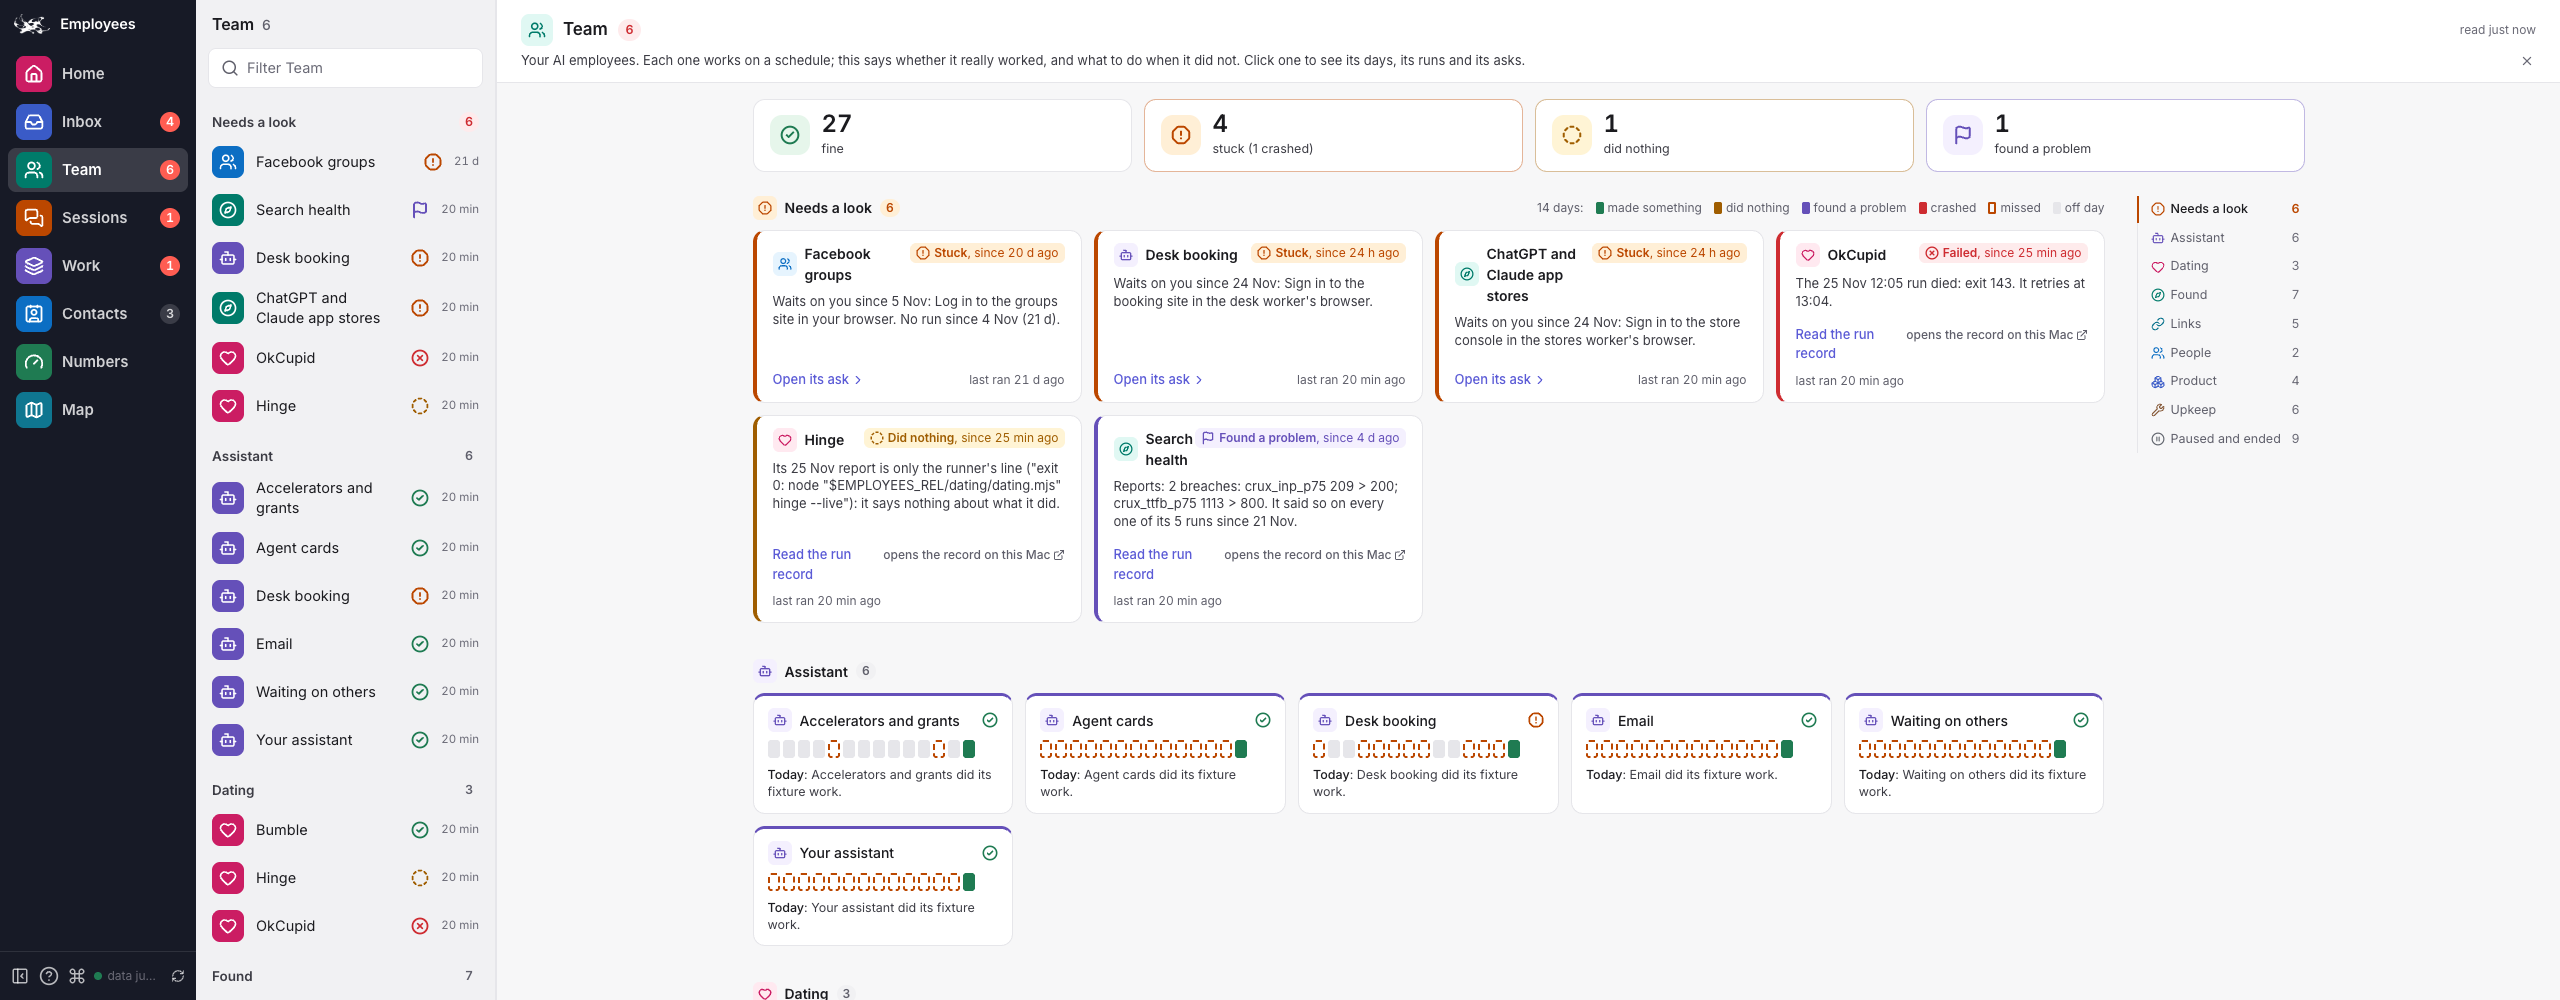 Employees
Home
Inbox 4
Team 6
Sessions 1
Work 1
Contacts 3
Numbers
Map
data ju...
Team 6
Filter Team
Needs a look 6
Facebook groups 21 d
Search health 20 min
Desk booking 20 min
ChatGPT and
Claude app stores 20 min
OkCupid 20 min
Hinge 20 min
Assistant 6
Accelerators and
grants 20 min
Agent cards 20 min
Desk booking 20 min
Email 20 min
Waiting on others 20 min
Your assistant 20 min
Dating 3
Bumble 20 min
Hinge 20 min
OkCupid 20 min
Found 7
Team 6
read just now
Your AI employees. Each one works on a schedule; this says whether it really worked, and what to do when it did not. Click one to see its days, its runs and its asks.
27
fine
4
stuck (1 crashed)
1
did nothing
1
found a problem
Needs a look 6
14 days: made something did nothing found a problem crashed missed off day
Facebook
groups
Stuck, since 20 d ago
Waits on you since 5 Nov: Log in to the groups
site in your browser. No run since 4 Nov (21 d).
Open its ask
last ran 21 d ago
Desk booking
Stuck, since 24 h ago
Waits on you since 24 Nov: Sign in to the
booking site in the desk worker's browser.
Open its ask
last ran 20 min ago
ChatGPT and
Claude app
stores
Stuck, since 24 h ago
Waits on you since 24 Nov: Sign in to the store
console in the stores worker's browser.
Open its ask
last ran 20 min ago
OkCupid
Failed, since 25 min ago
The 25 Nov 12:05 run died: exit 143. It retries at
13:04.
Read the run
record
opens the record on this Mac
last ran 20 min ago
Hinge
Did nothing, since 25 min ago
Its 25 Nov report is only the runner's line ("exit
0: node "$EMPLOYEES_REL/dating/dating.mjs"
hinge --live"): it says nothing about what it did.
Read the run
record
opens the record on this Mac
last ran 20 min ago
Search
health
Found a problem, since 4 d ago
Reports: 2 breaches: crux_inp_p75 209 > 200;
crux_ttfb_p75 1113 > 800. It said so on every
one of its 5 runs since 21 Nov.
Read the run
record
opens the record on this Mac
last ran 20 min ago
Needs a look 6
Assistant 6
Dating 3
Found 7
Links 5
People 2
Product 4
Upkeep 6
Paused and ended 9
Assistant 6
Accelerators and grants
Today: Accelerators and grants did its
fixture work.
Agent cards
Today: Agent cards did its fixture
work.
Desk booking
Today: Desk booking did its fixture
work.
Email
Today: Email did its fixture work.
Waiting on others
Today: Waiting on others did its fixture
work.
Your assistant
Today: Your assistant did its fixture
work.
Dating 3